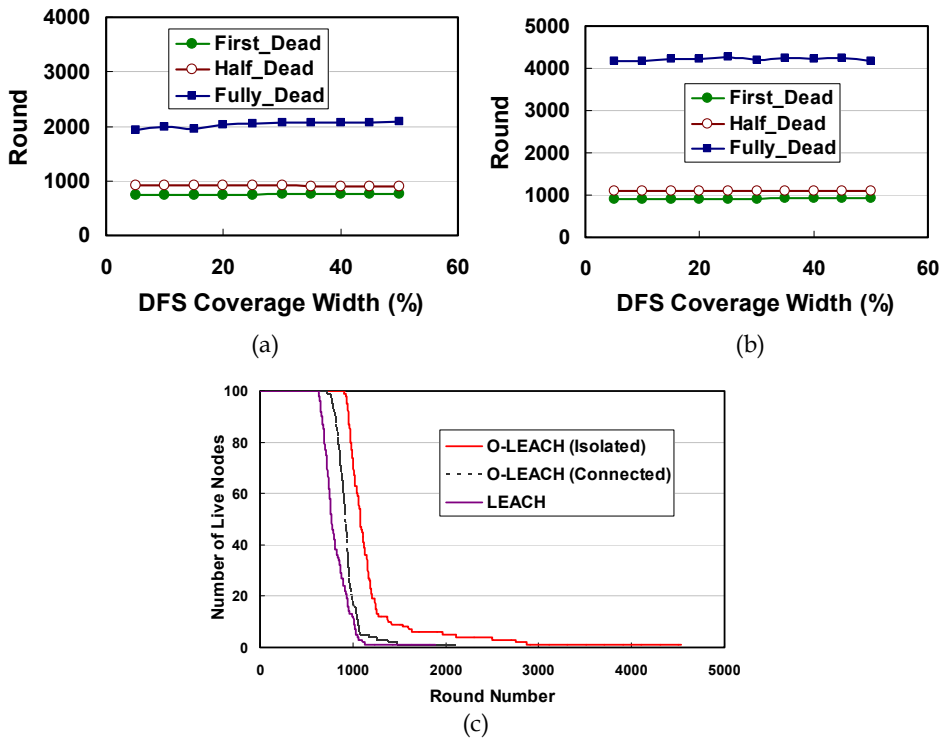 4000
3000
2000
1000
0
Round
First_Dead
Half_Dead
Fully_Dead
0
20
40
60
DFS Coverage Width (%)
(a)
5000
4000
3000
2000
1000
0
Round
First_Dead
Half_Dead
Fully_Dead
0
20
40
60
DFS Coverage Width (%)
(b)
100
80
60
40
20
0
Number of Live Nodes
O-LEACH (Isolated)
O-LEACH (Connected)
LEACH
0
1000
2000
3000
4000
5000
Round Number
(c)